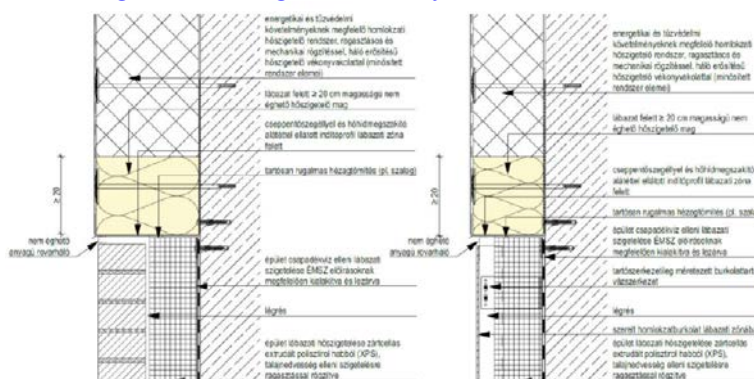 energetikai és tűzvédelmi
követelményeknek megfelelő homlokzati
hőszigetelő rendszer, ragasztásos és
mechanikai rögzítéssel, háló erősítésű
hőszigetelő vékonyvakolattal (minősített
rendszer elemei)
lábazat felett ≥ 20 cm magasságú nem
éghető hőszigetelő mag
cseppentőszegéllyel és hőhídmegszakító
alátéttel ellátott indítóprofil lábazati zóna
felett
tartósan rugalmas hézagtömítés (pl. szalag)
≥ 20
nem éghető
anyagú rovarháló
épület csapadékvíz elleni lábazati
szigetelése ÉMSZ előírásoknak
megfelelően kialakítva és lezárva
légrés
épület lábazati hőszigetelése zártcellás
extrudált polisztirol habból (XPS),
talajnedvesség elleni szigetelésre
ragasztással rögzítve
energetikai és tűzvédelmi
követelményeknek megfelelő homlokzati
hőszigetelő rendszer, ragasztásos és
mechanikai rögzítéssel, háló erősítésű
hőszigetelő vékonyvakolattal (minősített
rendszer elemei)
lábazat felett ≥ 20 cm magasságú nem
éghető hőszigetelő mag
cseppentőszegéllyel és hőhídmegszakító
alátéttel ellátott indítóprofil lábazati zóna
felett
tartósan rugalmas hézagtömítés (pl. szala
≥ 20
nem éghető
anyagú rovarháló
épület csapadékvíz elleni lábazati
szigetelése ÉMSZ előírásoknak
megfelelően kialakítva és lezárva
tartószerkezetileg méretezett burkolattart
vázszerkezet
légrés
szerelt homlokzatburkolat lábazati zónába
épület lábazati hőszigetelése zártcellás
extrudált polisztirol habból (XPS),
talajnedvesség elleni szigetelésre
ragasztással rögzítve